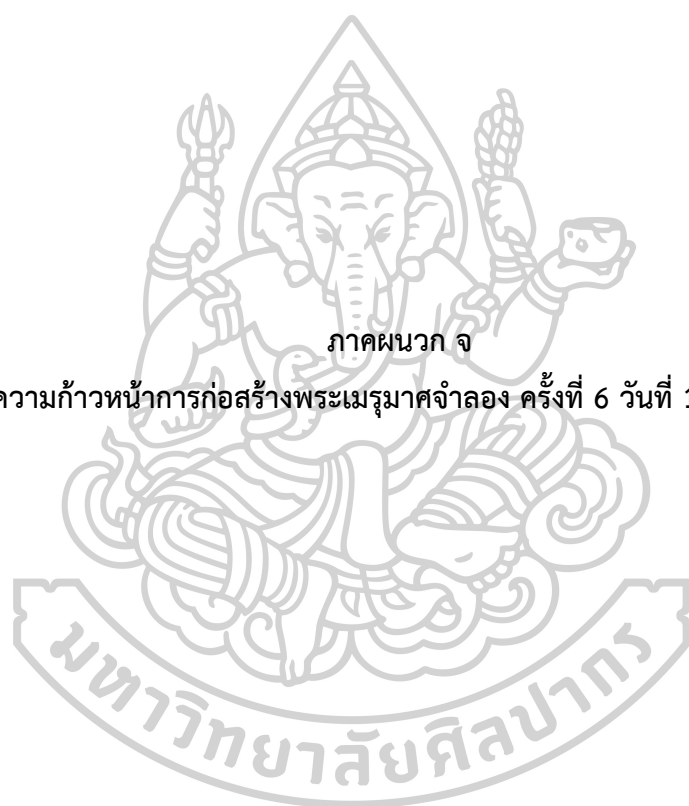 ภาคผนวก จ
ความก้าวหน้าการก่อสร้างพระเมรุมาศจำลอง ครั้งที่ 6 วันที่
มหาวิทยาลัยศิลปากร